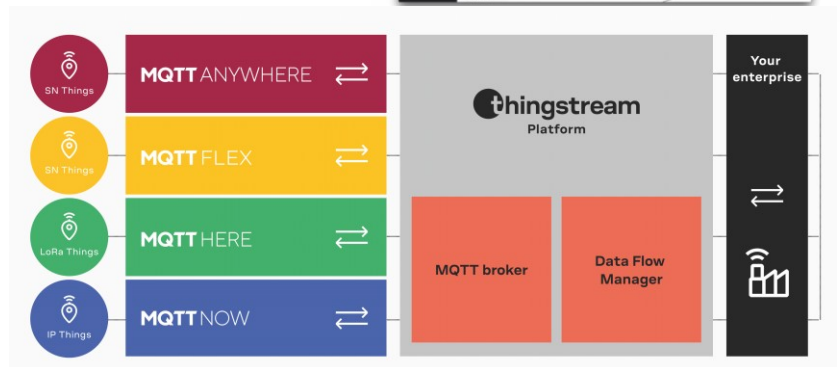 SN Things
MQTT ANYWHERE
SN Things
MQTT FLEX
LoRa Things
MQTT HERE
IP Things
MQTT NOW
thingstream
Platform
MQTT broker
Data Flow
Manager
Your
enterprise